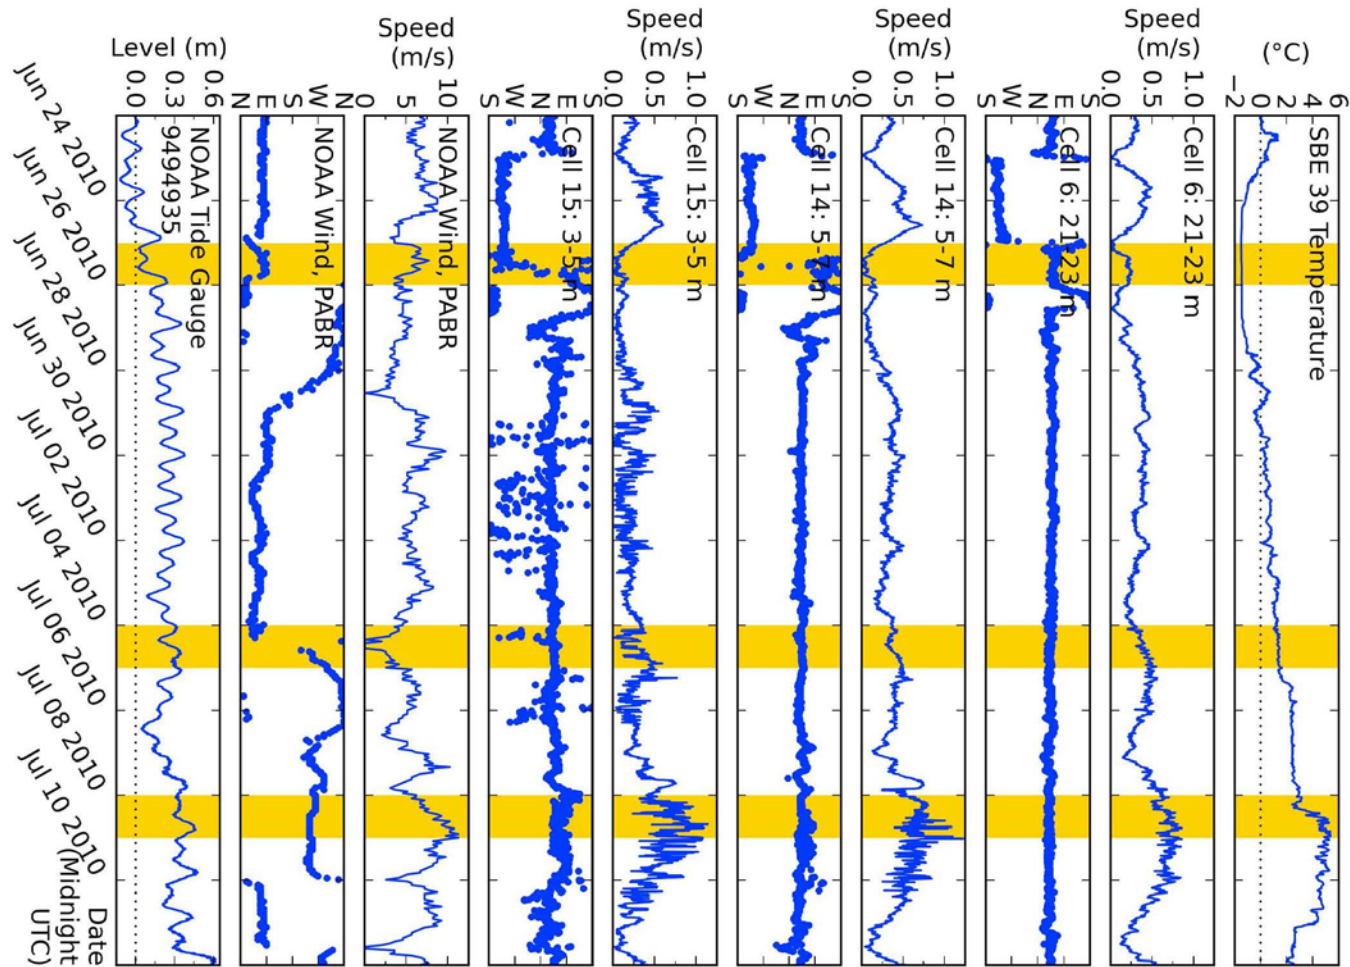 Level (m)
0.0
0.3
0.6
NOAA Tide Gauge
9494935
N
E
S
W
N
NOAA Wind, PABR
Speed
(m/s)
0
5
10
NOAA Wind, PABR
S
W
N
E
S
Cell 15: 3-5 m
Speed
(m/s)
0.0
0.5
1.0
Cell 15: 3-5 m
S
W
N
E
S
Cell 14: 5-7 m
Speed
(m/s)
0.0
0.5
1.0
Cell 14: 5-7 m
S
W
N
E
S
Cell 6: 21-23 m
Speed
(m/s)
0.0
0.5
1.0
Cell 6: 21-23 m
(°C)
−2
0
2
4
6
SBE 39 Temperature
Jun 24 2010
Jun 26 2010
Jun 28 2010
Jun 30 2010
Jul 02 2010
Jul 04 2010
Jul 06 2010
Jul 08 2010
Jul 10 2010
Date
(Midnight
UTC)